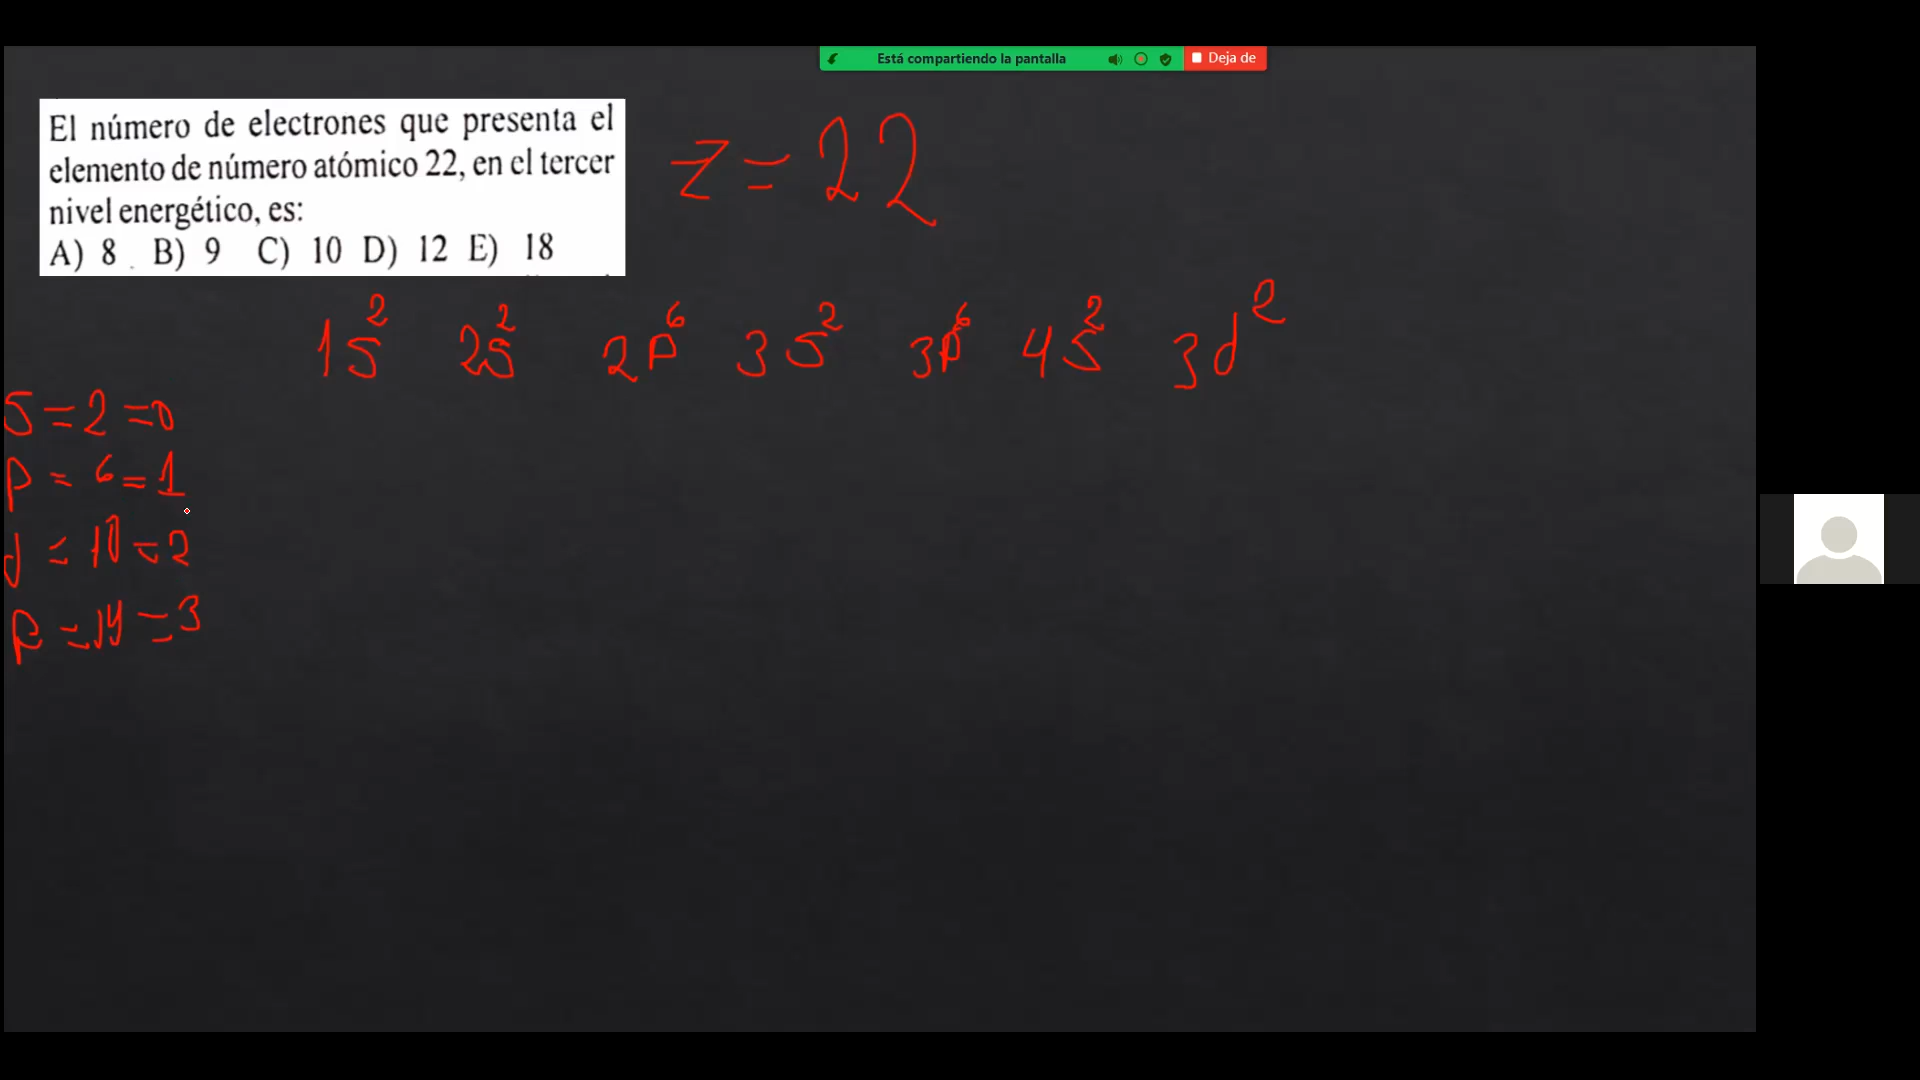 Está compartiendo la pantalla
Deja de
El número de electrones que presenta el
elemento de número atómico 22, en el tercer
nivel energético, es:
A) 8 . B) 9 C) 10 D) 12 E) 18
z = 22
1s² 2s² 2p⁶ 3s² 3p⁶ 4s² 3d²
S = 2 = 0
p = 6 = 1
d = 10 = 2
f = 14 = 3